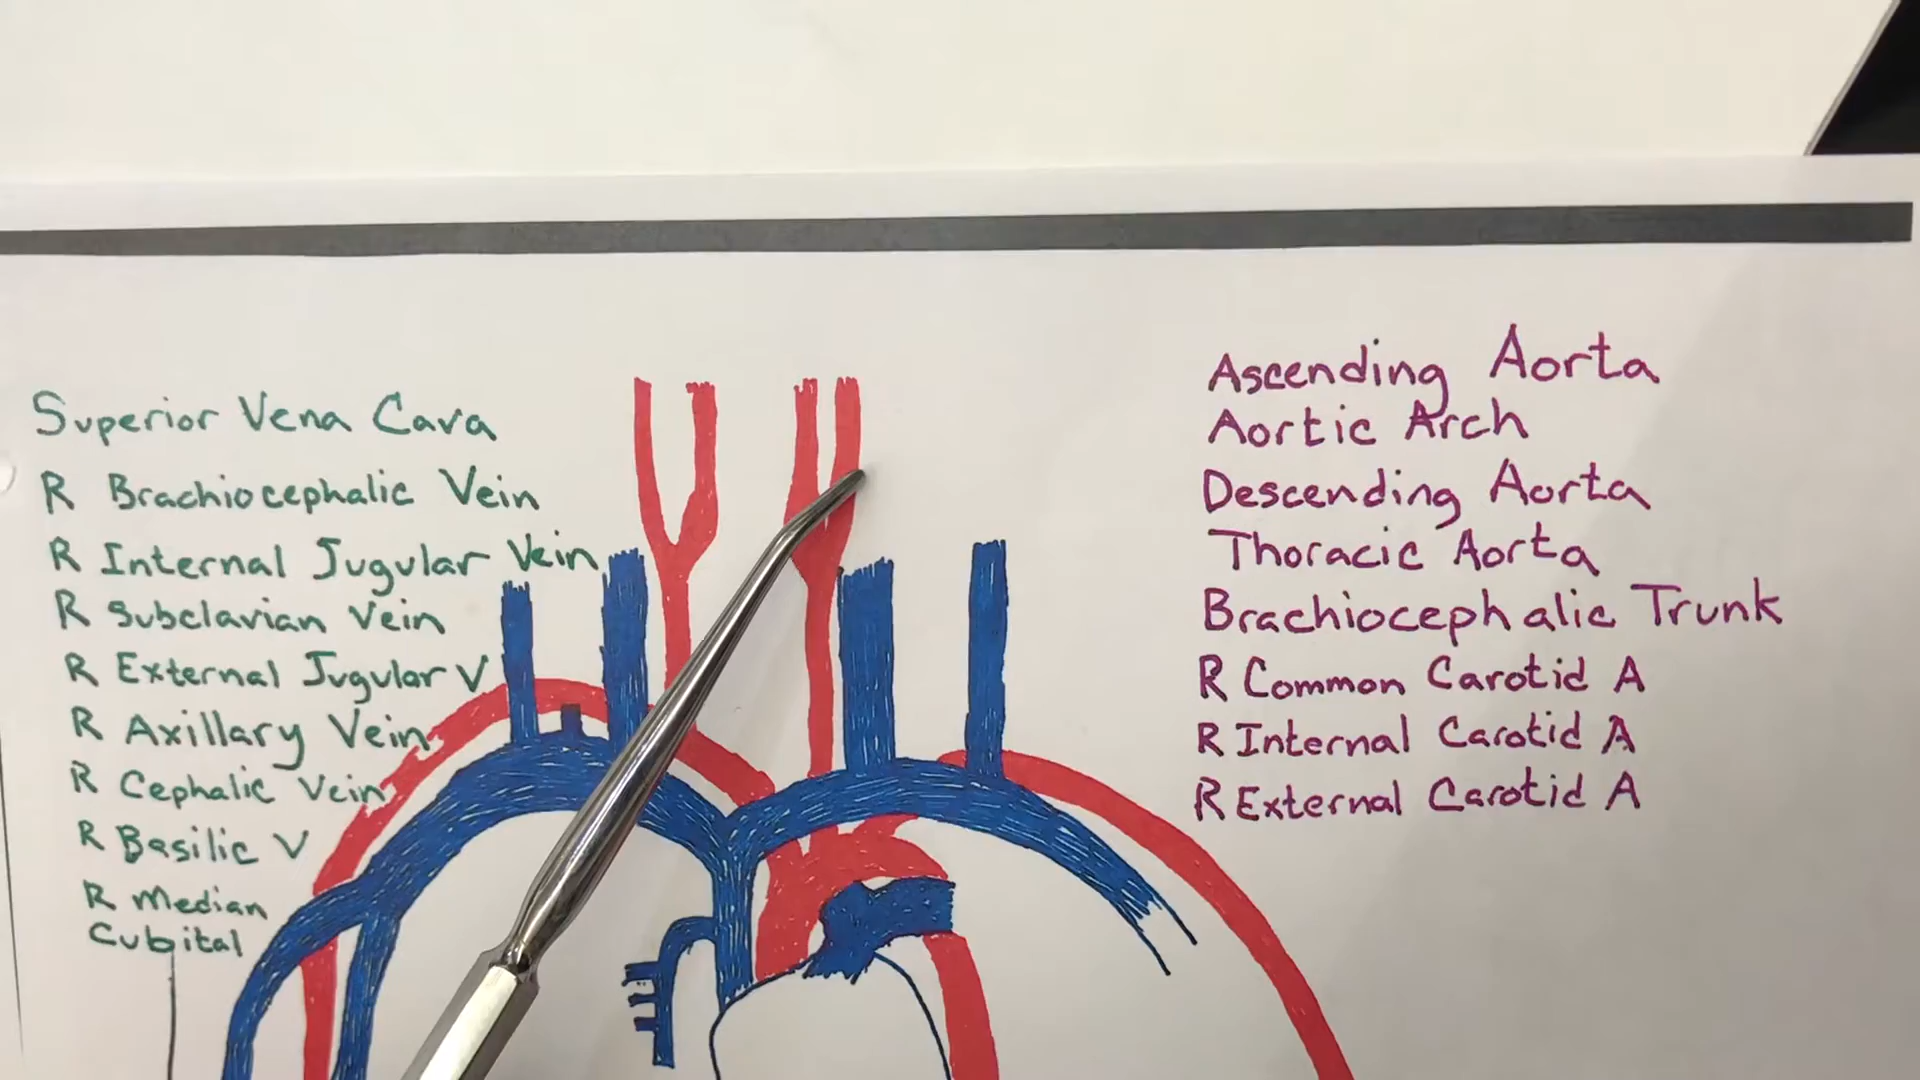 Superior Vena Cava
R Brachiocephalic Vein
R Internal Jugular Vein
R Subclavian Vein
R External Jugular V
R Axillary Vein
R Cephalic Vein
R Basilic V
R Median
Cubital
Ascending Aorta
Aortic Arch
Descending Aorta
Thoracic Aorta
Brachiocephalic Trunk
R Common Carotid A
R Internal Carotid A
R External Carotid A